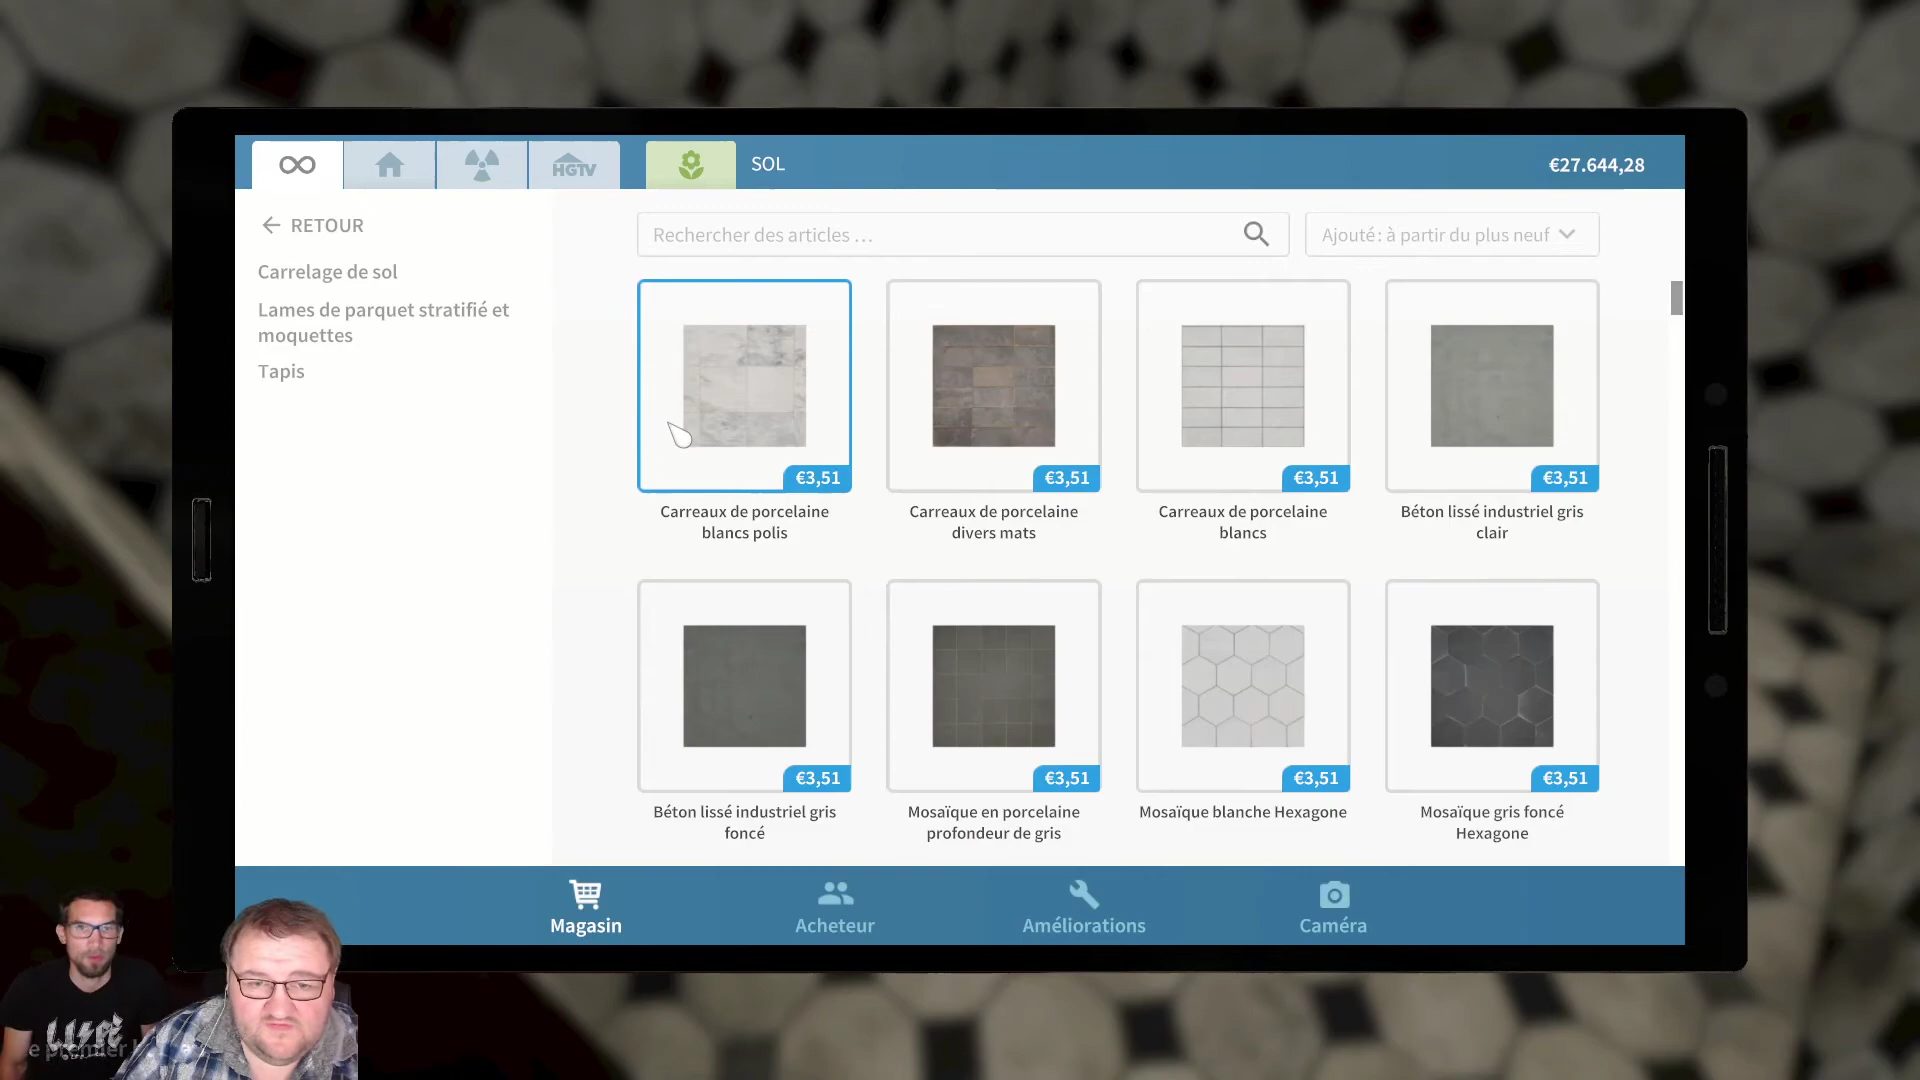 HGTV
SOL
€27.644,28
RETOUR
Carrelage de sol
Lames de parquet stratifié et
moquettes
Tapis
Rechercher des articles ...
Ajouté : à partir du plus neuf
€3,51
€3,51
€3,51
€3,51
Carreaux de porcelaine
blancs polis
Carreaux de porcelaine
divers mats
Carreaux de porcelaine
blancs
Béton lissé industriel gris
clair
€3,51
€3,51
€3,51
€3,51
Béton lissé industriel gris
foncé
Mosaïque en porcelaine
profondeur de gris
Mosaïque blanche Hexagone
Mosaïque gris foncé
Hexagone
Magasin
Acheteur
Améliorations
Caméra